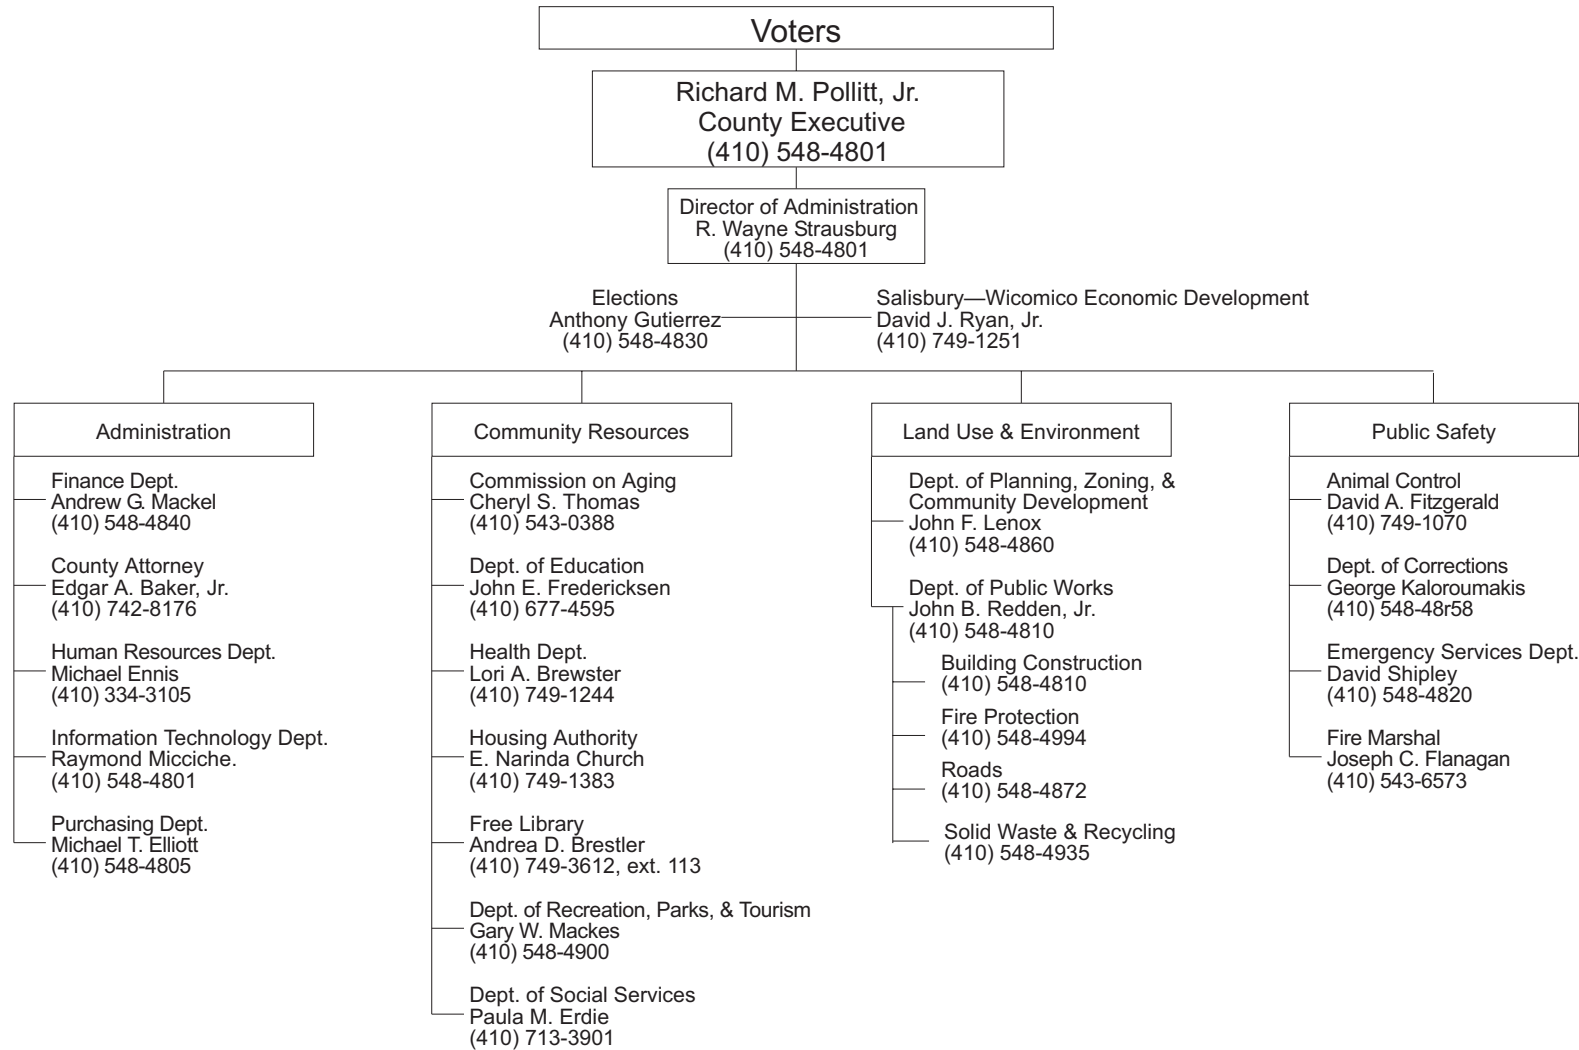 Voters
Richard M. Pollitt, Jr.
County Executive
(410) 548-4801
Director of Administration
R. Wayne Strausburg
(410) 548-4801
Elections
Anthony Gutierrez
(410) 548-4830
Salisbury—Wicomico Economic Development
David J. Ryan, Jr.
(410) 749-1251
Administration
Finance Dept.
Andrew G. Mackel
(410) 548-4840
County Attorney
Edgar A. Baker, Jr.
(410) 742-8176
Human Resources Dept.
Michael Ennis
(410) 334-3105
Information Technology Dept.
Raymond Micciche.
(410) 548-4801
Purchasing Dept.
Michael T. Elliott
(410) 548-4805
Community Resources
Commission on Aging
Cheryl S. Thomas
(410) 543-0388
Dept. of Education
John E. Fredericksen
(410) 677-4595
Health Dept.
Lori A. Brewster
(410) 749-1244
Housing Authority
E. Narinda Church
(410) 749-1383
Free Library
Andrea D. Brestler
(410) 749-3612, ext. 113
Dept. of Recreation, Parks, & Tourism
Gary W. Mackes
(410) 548-4900
Dept. of Social Services
Paula M. Erdie
(410) 713-3901
Land Use & Environment
Dept. of Planning, Zoning, &
Community Development
John F. Lenox
(410) 548-4860
Dept. of Public Works
John B. Redden, Jr.
(410) 548-4810
Building Construction
(410) 548-4810
Fire Protection
(410) 548-4994
Roads
(410) 548-4872
Solid Waste & Recycling
(410) 548-4935
Public Safety
Animal Control
David A. Fitzgerald
(410) 749-1070
Dept. of Corrections
George Kaloroumakis
(410) 548-48r58
Emergency Services Dept.
David Shipley
(410) 548-4820
Fire Marshal
Joseph C. Flanagan
(410) 543-6573